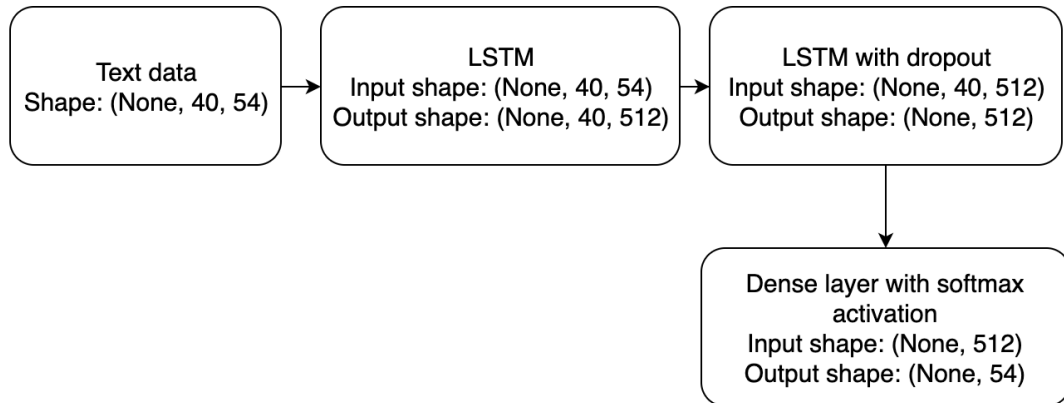 Text data
Shape: (None, 40, 54)
LSTM
Input shape: (None, 40, 54)
Output shape: (None, 40, 512)
LSTM with dropout
Input shape: (None, 40, 512)
Output shape: (None, 512)
Dense layer with softmax
activation
Input shape: (None, 512)
Output shape: (None, 54)